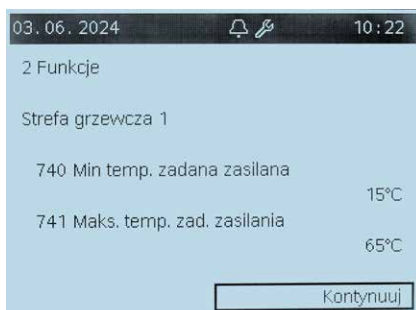 03.06.2024 10:22
2 Funkcje
Strefa grzewcza 1
740 Min temp. zadana zasilana
15°C
741 Maks. temp. zad. zasilania
65°C
Kontynuuj